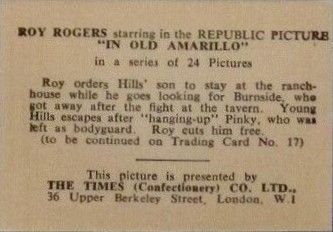 ROY ROGERS starring in the REPUBLIC PICTURE
"IN OLD AMARILLO"
in a series of 24 Pictures
Roy orders Hills' son to stay at the ranch-
house while he goes looking for Burnside, who
got away after the fight at the tavern. Young
Hills escapes after "hanging-up" Pinky, who was
left as bodyguard. Roy cuts him free.
(to be continued on Trading Card No. 17)
This picture is presented by
THE TIMES (Confectionery) CO. LTD.,
36 Upper Berkeley Street, London, W.1